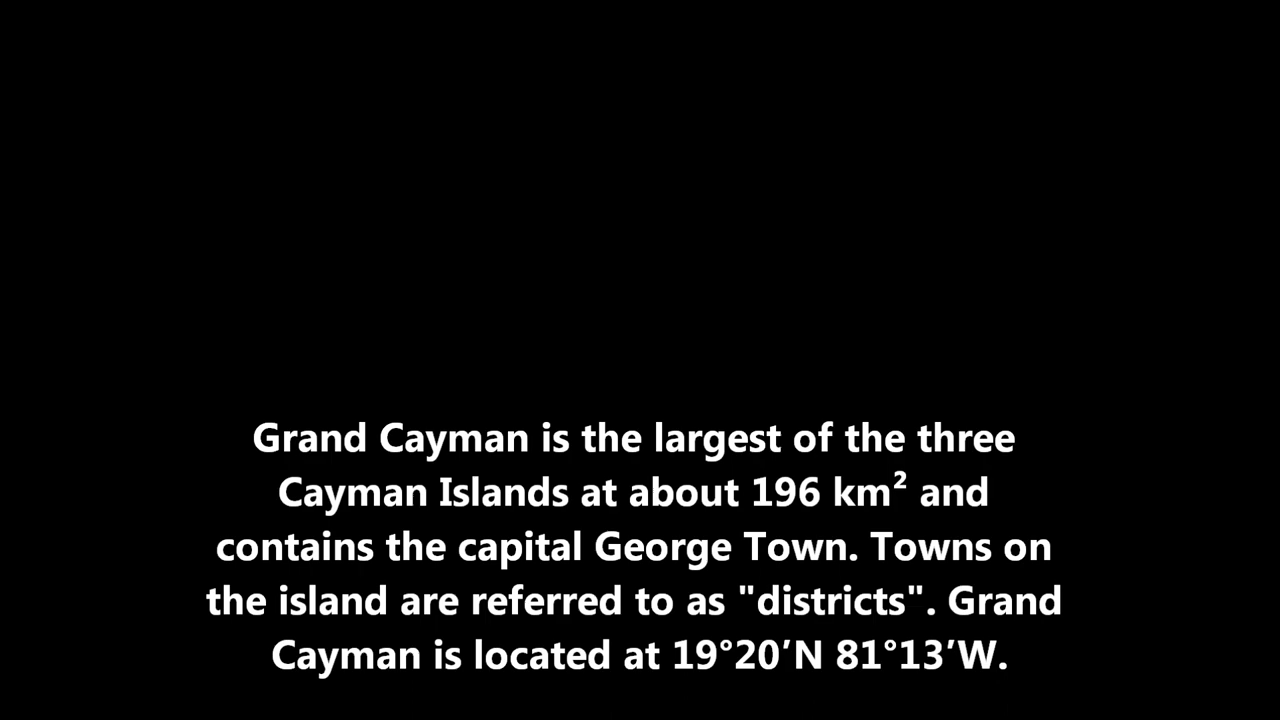 Grand Cayman is the largest of the three
Cayman Islands at about 196 km² and
contains the capital George Town. Towns on
the island are referred to as "districts". Grand
Cayman is located at 19°20′N 81°13′W.